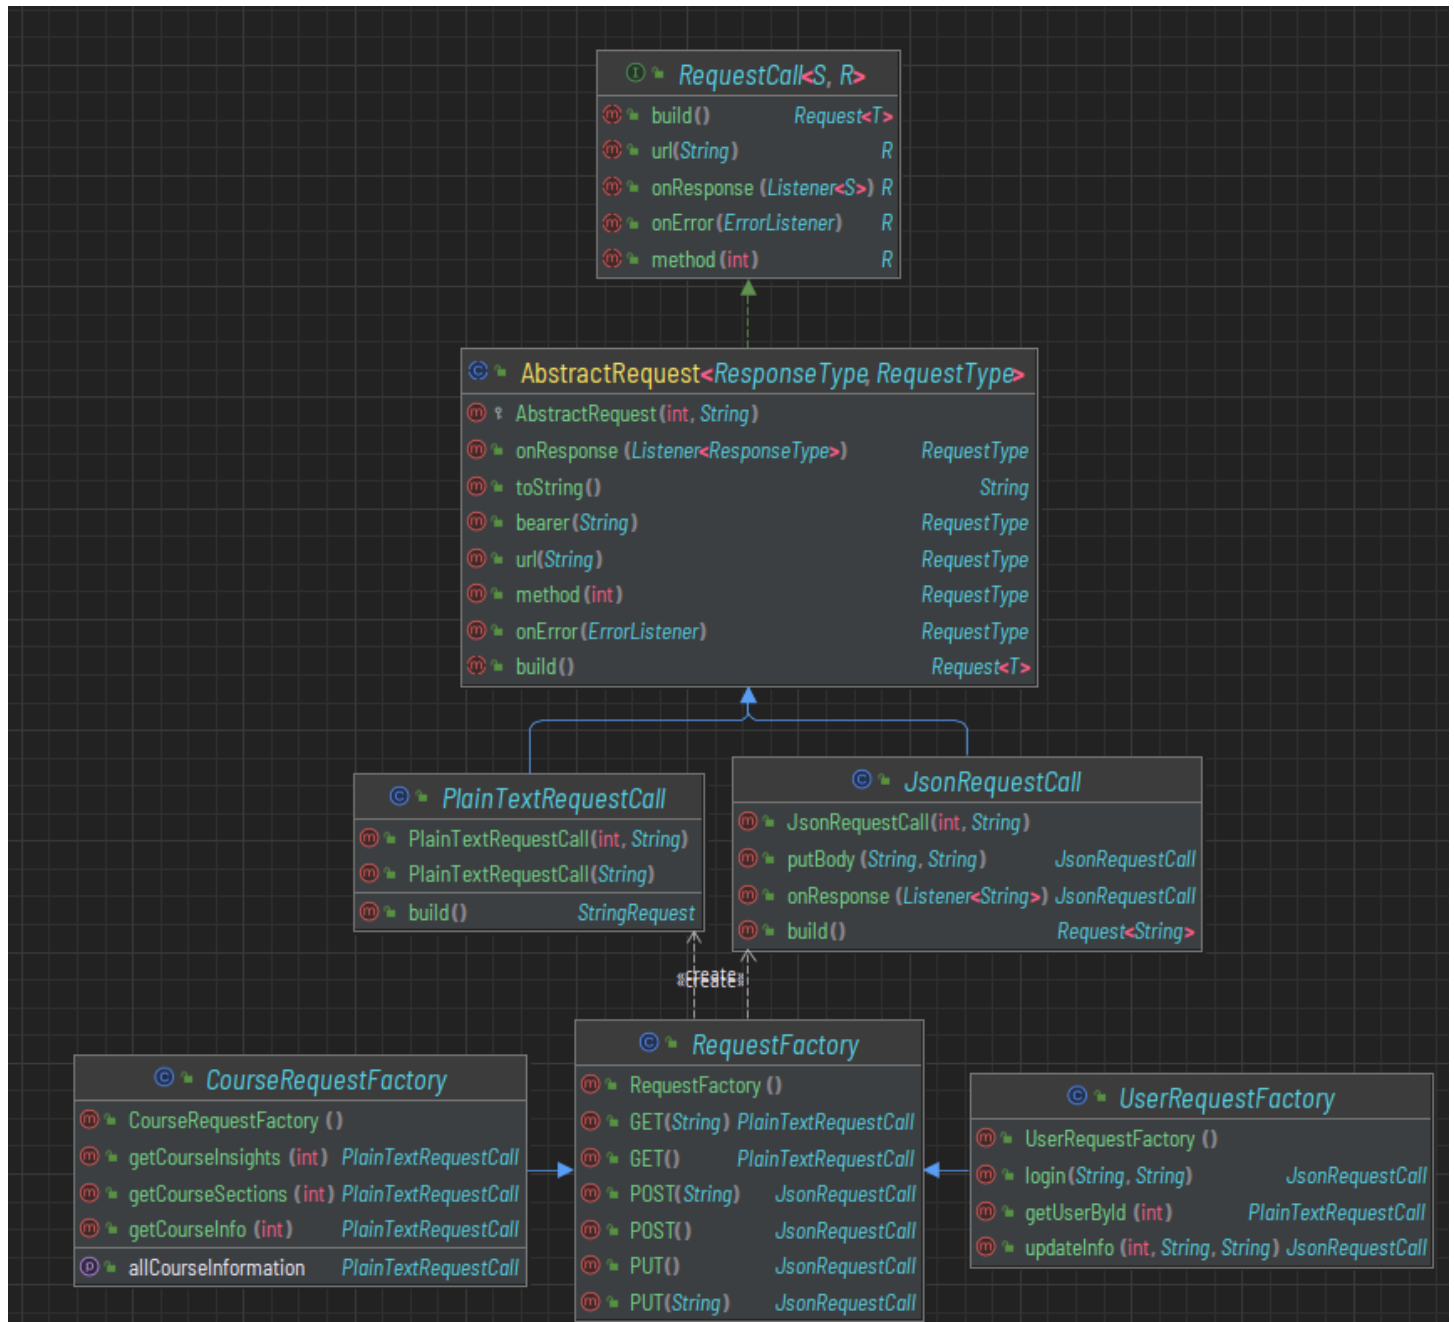 RequestCall<S, R>
build() Request<T>
url(String) R
onResponse (Listener<S>) R
onError(ErrorListener) R
method(int) R
AbstractRequest<ResponseType, RequestType>
AbstractRequest(int, String)
onResponse (Listener<ResponseType>) RequestType
toString() String
bearer(String) RequestType
url(String) RequestType
method(int) RequestType
onError(ErrorListener) RequestType
build() Request<T>
PlainTextRequestCall
PlainTextRequestCall(int, String)
PlainTextRequestCall(String)
build() StringRequest
JsonRequestCall
JsonRequestCall(int, String)
putBody (String, String) JsonRequestCall
onResponse (Listener<String>) JsonRequestCall
build() Request<String>
«create»
«create»
CourseRequestFactory
CourseRequestFactory ()
getCourseInsights (int) PlainTextRequestCall
getCourseSections (int) PlainTextRequestCall
getCourseInfo (int) PlainTextRequestCall
allCourseInformation PlainTextRequestCall
RequestFactory
RequestFactory ()
GET(String) PlainTextRequestCall
GET() PlainTextRequestCall
POST(String) JsonRequestCall
POST() JsonRequestCall
PUT() JsonRequestCall
PUT(String) JsonRequestCall
UserRequestFactory
UserRequestFactory ()
login(String, String) JsonRequestCall
getUserById (int) PlainTextRequestCall
updateInfo (int, String, String) JsonRequestCall